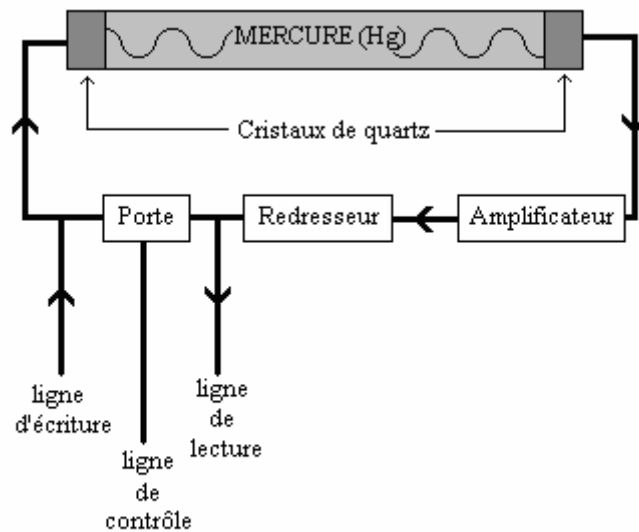 MERCURE (Hg)
Cristaux de quartz
Porte
Redresseur
Amplificateur
ligne
d'écriture
ligne
de
contrôle
ligne
de
lecture